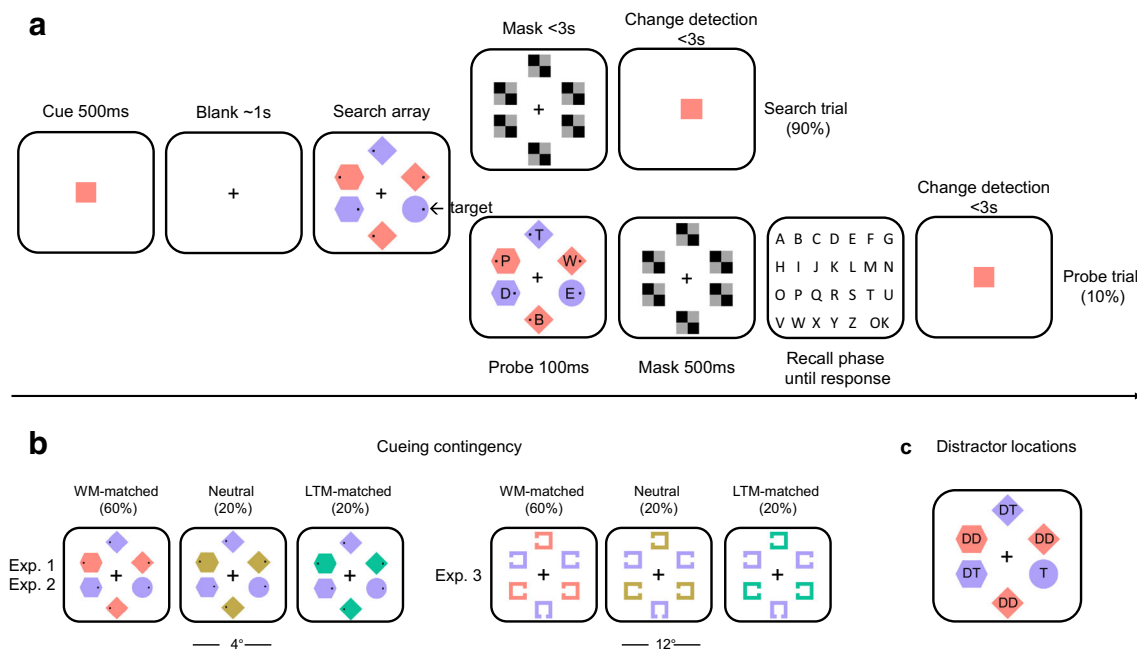 a
Mask <3s
Change detection
<3s
Cue 500ms
Blank ~1s
Search array
Search trial
(90%)
← target
Change detection
<3s
T
P W
D E
B
A B C D E F G
H I J K L M N
O P Q R S T U
V W X Y Z OK
Probe trial
(10%)
Probe 100ms
Mask 500ms
Recall phase
until response
b
Cueing contingency
c Distractor locations
WM-matched
(60%)
Neutral
(20%)
LTM-matched
(20%)
WM-matched
(60%)
Neutral
(20%)
LTM-matched
(20%)
Exp. 1
Exp. 2
Exp. 3
DT
DD DD
DT T
DD
4°
12°